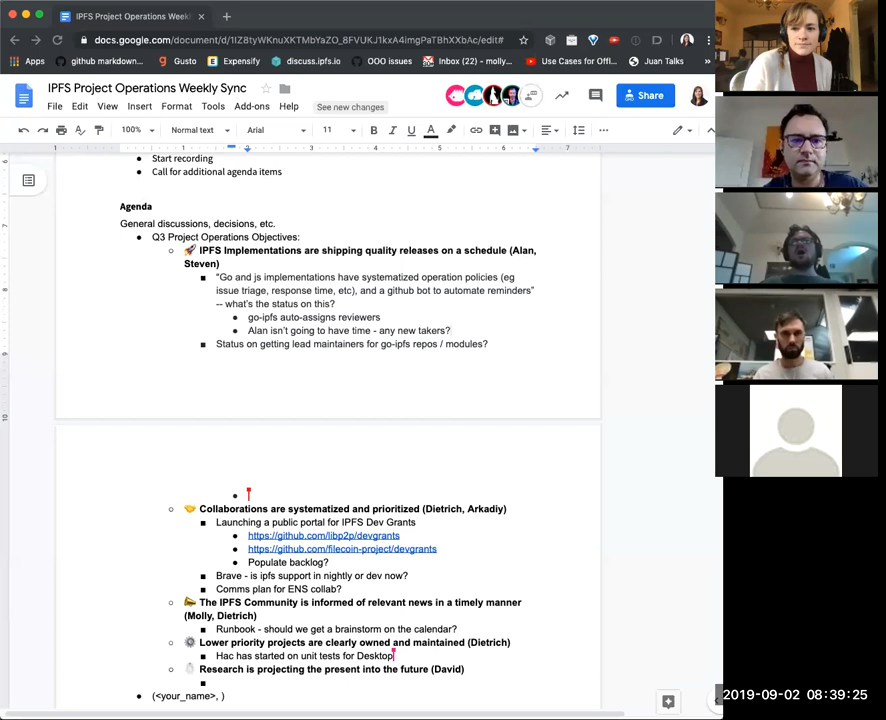 IPFS Project Operations Weekly
docs.google.com/document/d/1IZ8tyWKnuXKTMbYaZO_8FVUKJ1kxA4imgPaTBhXXbAc/edit#
Apps
github markdown...
Gusto
Expensify
discuss.ipfs.io
OOO issues
Inbox (22) - molly...
Use Cases for Offl...
Juan Talks
IPFS Project Operations Weekly Sync
File Edit View Insert Format Tools Add-ons Help
See new changes
Share
100% Normal text Arial 11 B I U A
1 1 2 3 4 5 6 7
Start recording
Call for additional agenda items
Agenda
General discussions, decisions, etc.
Q3 Project Operations Objectives:
🚀 IPFS Implementations are shipping quality releases on a schedule (Alan,
Steven)
"Go and js implementations have systematized operation policies (eg
issue triage, response time, etc), and a github bot to automate reminders"
-- what's the status on this?
go-ipfs auto-assigns reviewers
Alan isn't going to have time - any new takers?
Status on getting lead maintainers for go-ipfs repos / modules?
🤝 Collaborations are systematized and prioritized (Dietrich, Arkadiy)
Launching a public portal for IPFS Dev Grants
https://github.com/libp2p/devgrants
https://github.com/filecoin-project/devgrants
Populate backlog?
Brave - is ipfs support in nightly or dev now?
Comms plan for ENS collab?
The IPFS Community is informed of relevant news in a timely manner
(Molly, Dietrich)
Runbook - should we get a brainstorm on the calendar?
Lower priority projects are clearly owned and maintained (Dietrich)
Hac has started on unit tests for Desktop
Research is projecting the present into the future (David)
(<your_name>, )
2019-09-02 08:39:25